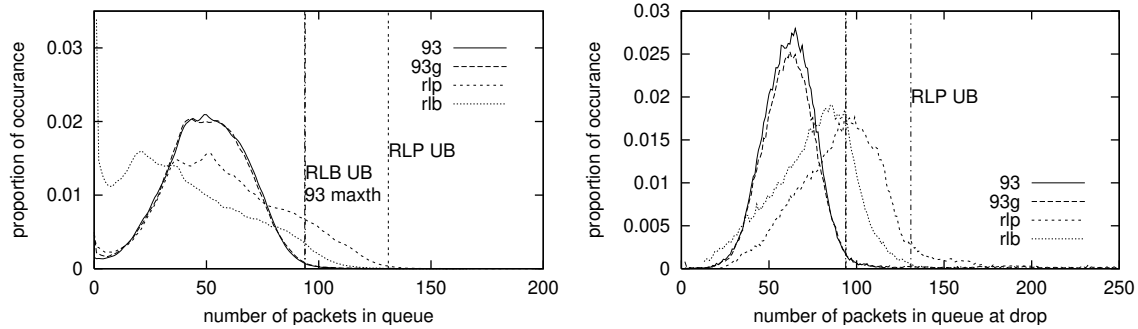 proportion of occurance
0.03
0.02
0.01
0
93
93g
rlp
rlb
RLP UB
RLB UB
93 maxth
0 50 100 150 200
number of packets in queue
proportion of occurance
0.03
0.025
0.02
0.015
0.01
0.005
0
RLP UB
93
93g
rlp
rlb
0 50 100 150 200 250
number of packets in queue at drop